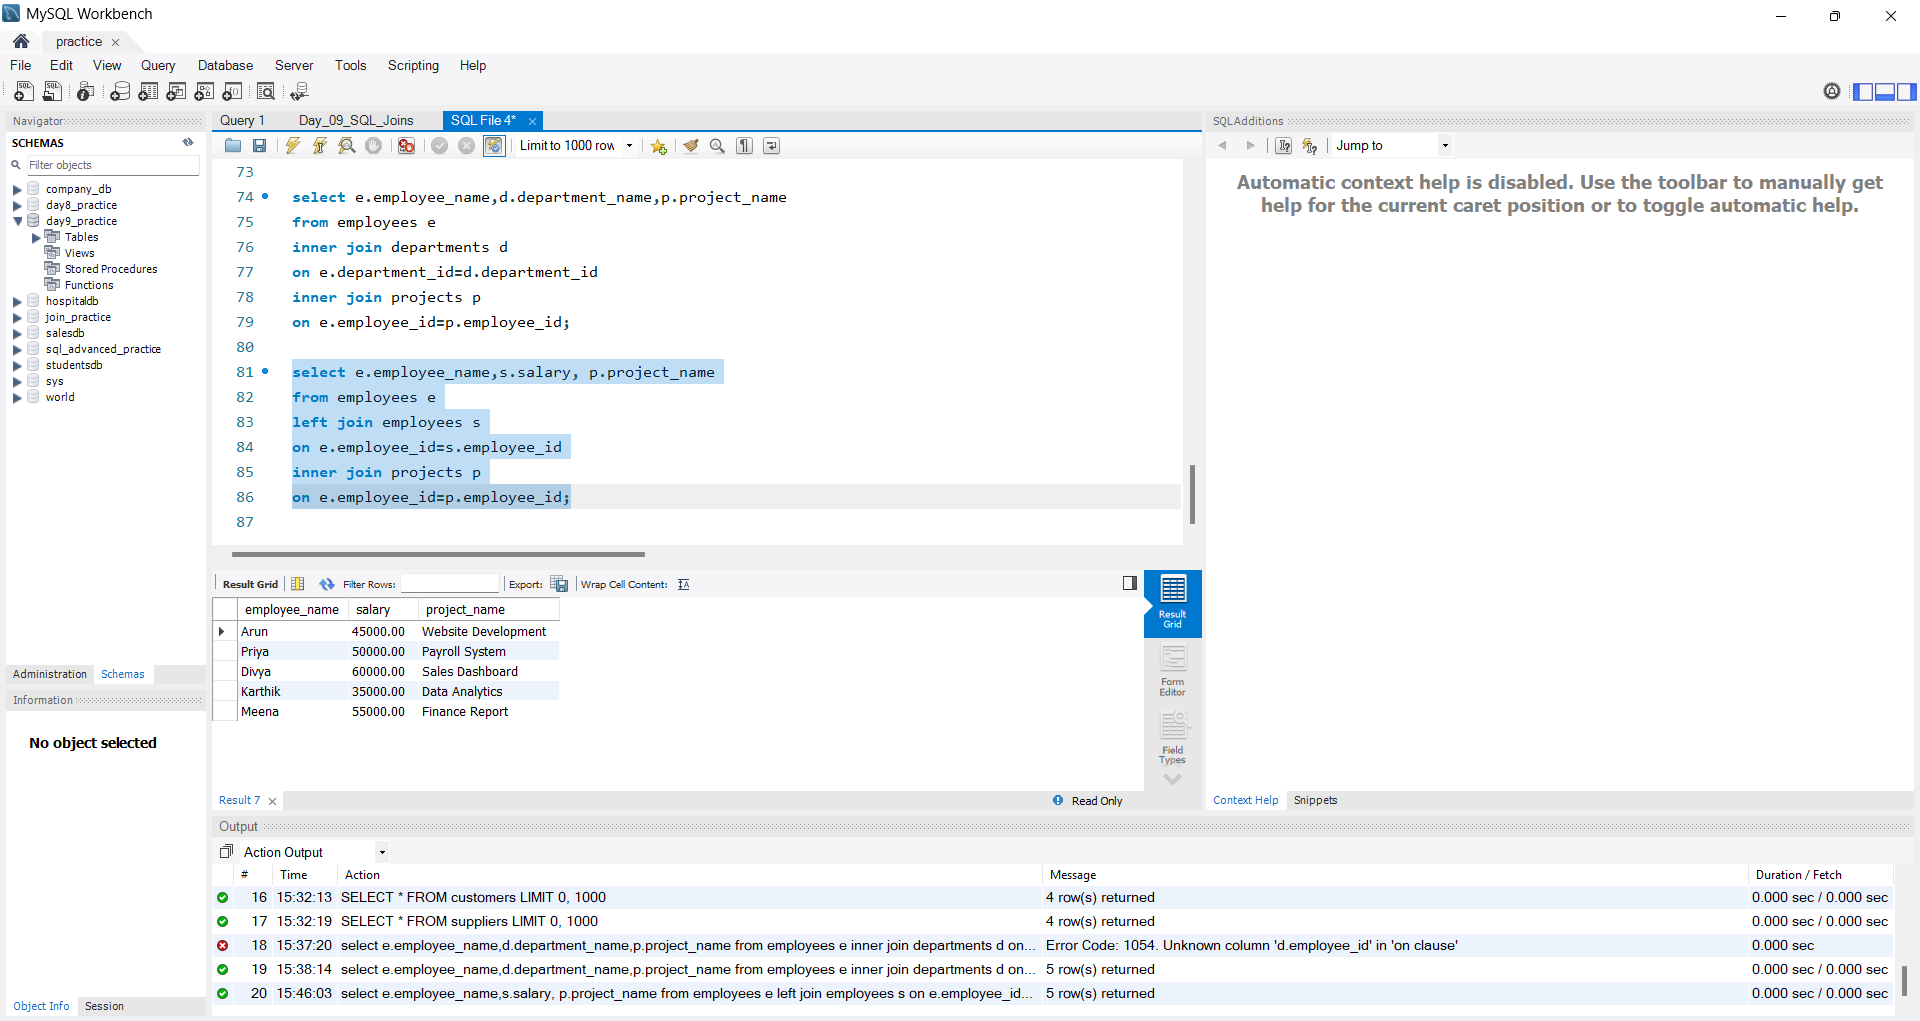 MySQL Workbench
practice
File Edit View Query Database Server Tools Scripting Help
Navigator
SCHEMAS
Filter objects
company_db
day8_practice
day9_practice
Tables
Views
Stored Procedures
Functions
hospitaldb
join_practice
salesdb
sql_advanced_practice
studentsdb
sys
world
Administration Schemas
Information
No object selected
Object Info Session
Query 1 Day_09_SQL_Joins SQL File 4*
Limit to 1000 row
73
74 select e.employee_name,d.department_name,p.project_name
75 from employees e
76 inner join departments d
77 on e.department_id=d.department_id
78 inner join projects p
79 on e.employee_id=p.employee_id;
80
81 select e.employee_name,s.salary, p.project_name
82 from employees e
83 left join employees s
84 on e.employee_id=s.employee_id
85 inner join projects p
86 on e.employee_id=p.employee_id;
87
Result Grid Filter Rows: Export: Wrap Cell Content:
employee_name salary project_name
Arun 45000.00 Website Development
Priya 50000.00 Payroll System
Divya 60000.00 Sales Dashboard
Karthik 35000.00 Data Analytics
Meena 55000.00 Finance Report
Result Grid
Form Editor
Field Types
Result 7 Read Only
SQLAdditions
Jump to
Automatic context help is disabled. Use the toolbar to manually get
help for the current caret position or to toggle automatic help.
Context Help Snippets
Output
Action Output
# Time Action Message Duration / Fetch
16 15:32:13 SELECT * FROM customers LIMIT 0, 1000 4 row(s) returned 0.000 sec / 0.000 sec
17 15:32:19 SELECT * FROM suppliers LIMIT 0, 1000 4 row(s) returned 0.000 sec / 0.000 sec
18 15:37:20 select e.employee_name,d.department_name,p.project_name from employees e inner join departments d on... Error Code: 1054. Unknown column 'd.employee_id' in 'on clause' 0.000 sec
19 15:38:14 select e.employee_name,d.department_name,p.project_name from employees e inner join departments d on... 5 row(s) returned 0.000 sec / 0.000 sec
20 15:46:03 select e.employee_name,s.salary, p.project_name from employees e left join employees s on e.employee_id... 5 row(s) returned 0.000 sec / 0.000 sec